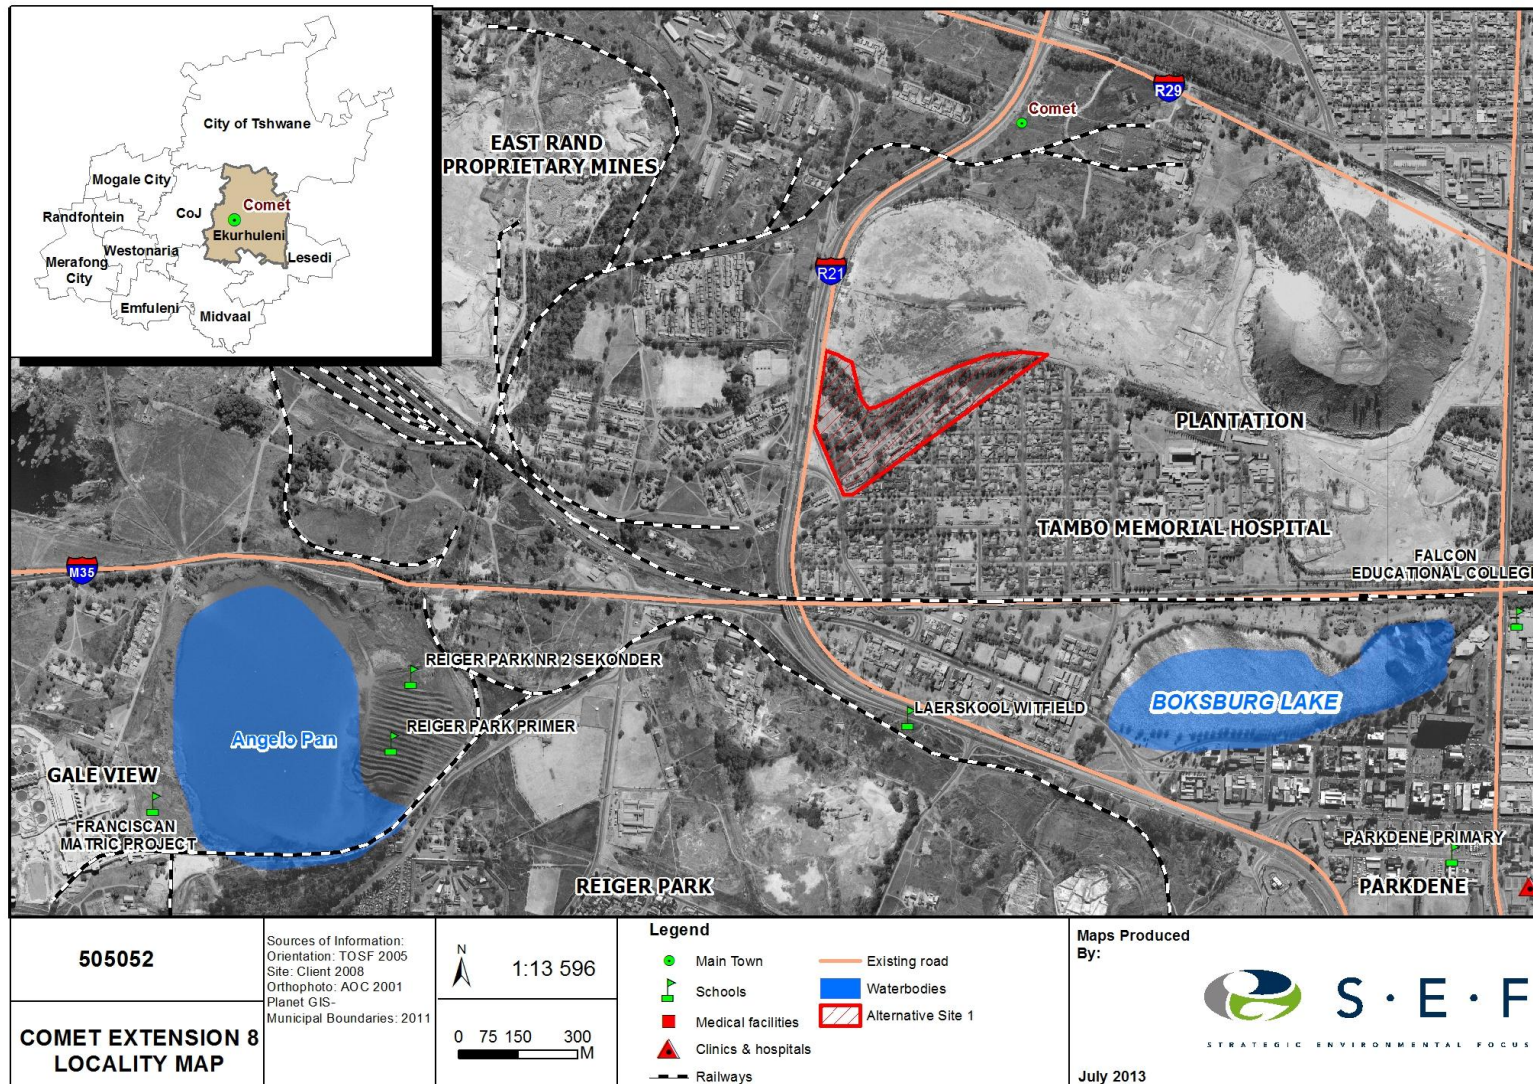 City of Tshwane
Mogale City
Randfontein
CoJ
Comet
Ekurhuleni
Westonaria
Merafong
City
Lesedi
Emfuleni
Midvaal
EAST RAND
PROPRIETARY MINES
Comet
R29
R21
PLANTATION
TAMBO MEMORIAL HOSPITAL
FALCON
EDUCATIONAL COLLEGE
M35
REIGER PARK NR 2 SEKONDER
REIGER PARK PRIMER
LAERSKOOL WITFIELD
BOKSBURG LAKE
Angelo Pan
GALE VIEW
FRANCISCAN
MATRIC PROJECT
REIGER PARK
PARKDENE PRIMARY
PARKDENE
505052
COMET EXTENSION 8
LOCALITY MAP
Sources of Information:
Orientation: TOSF 2005
Site: Client 2008
Orthophoto: AOC 2001
Planet GIS-
Municipal Boundaries: 2011
N
1:13 596
0 75 150 300
M
Legend
Main Town
Schools
Medical facilities
Clinics & hospitals
Railways
Existing road
Waterbodies
Alternative Site 1
Maps Produced
By:
S·E·F
STRATEGIC ENVIRONMENTAL FOCUS
July 2013